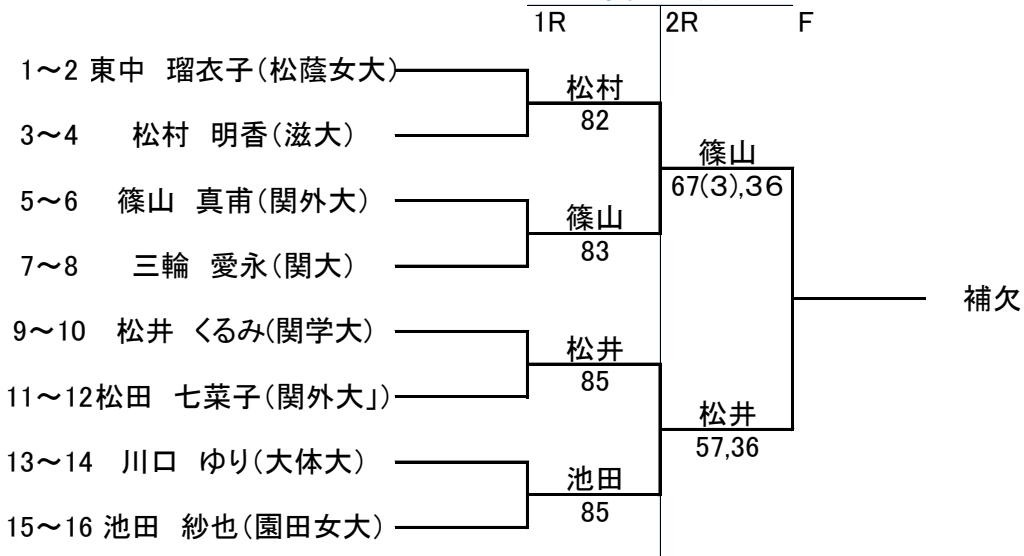 1R 2R F
1～2 東中 瑠衣子(松蔭女大)
松村
82
3～4 松村 明香(滋大)
篠山
67(3),36
5～6 篠山 真甫(関外大)
篠山
83
7～8 三輪 愛永(関大)
補欠
9～10 松井 くるみ(関学大)
松井
85
11～12松田 七菜子(関外大」)
松井
57,36
13～14 川口 ゆり(大体大)
池田
85
15～16 池田 紗也(園田女大)